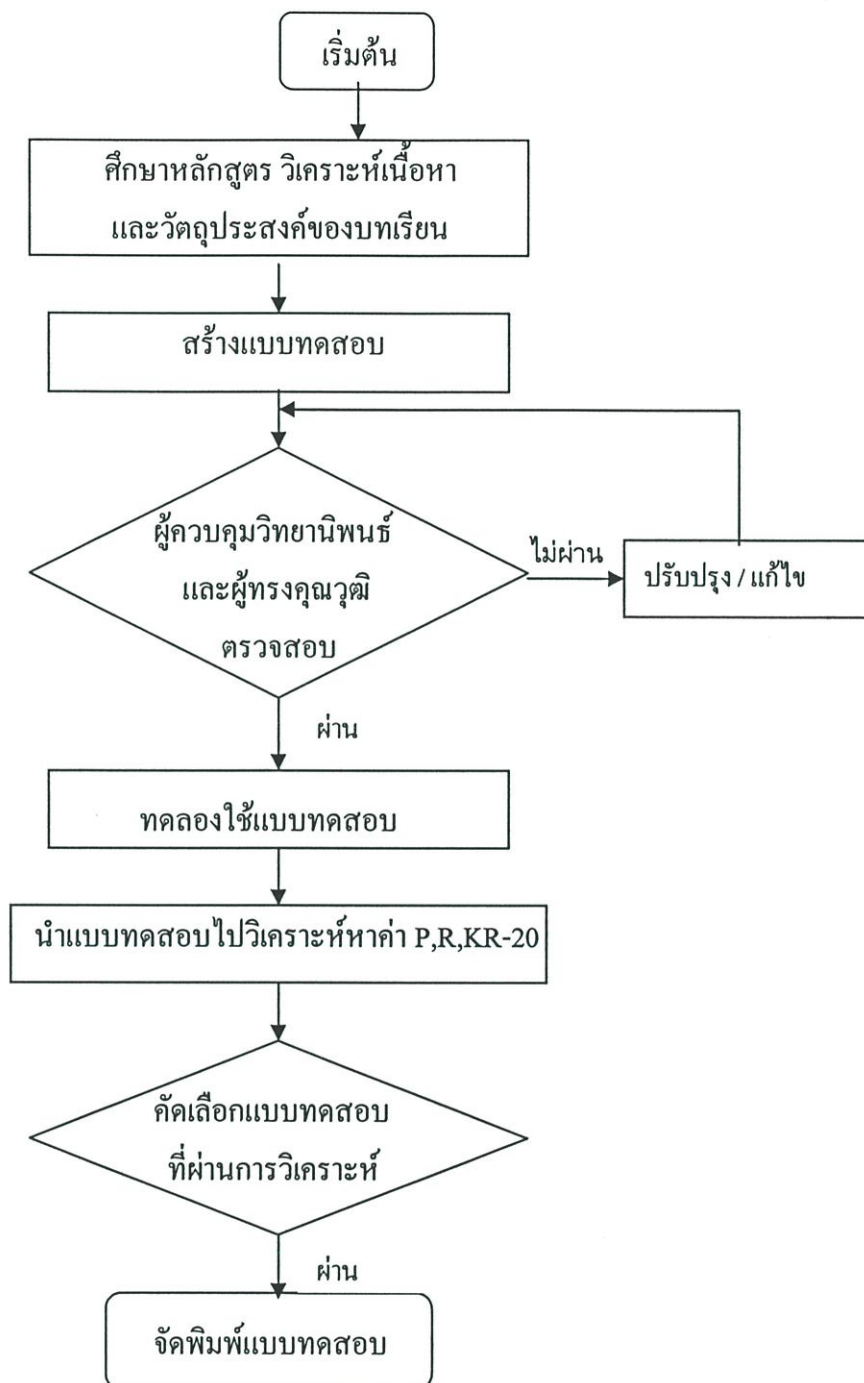 เริ่มต้น
ศึกษาหลักสูตร วิเคราะห์เนื้อหา
และวัตถุประสงค์ของบทเรียน
สร้างแบบทดสอบ
ผู้ควบคุมวิทยานิพนธ์
และผู้ทรงคุณวุฒิ
ตรวจสอบ
ไม่ผ่าน
ปรับปรุง / แก้ไข
ผ่าน
ทดลองใช้แบบทดสอบ
นำแบบทดสอบไปวิเคราะห์หาค่า P,R,KR-20
คัดเลือกแบบทดสอบ
ที่ผ่านการวิเคราะห์
ผ่าน
จัดพิมพ์แบบทดสอบ